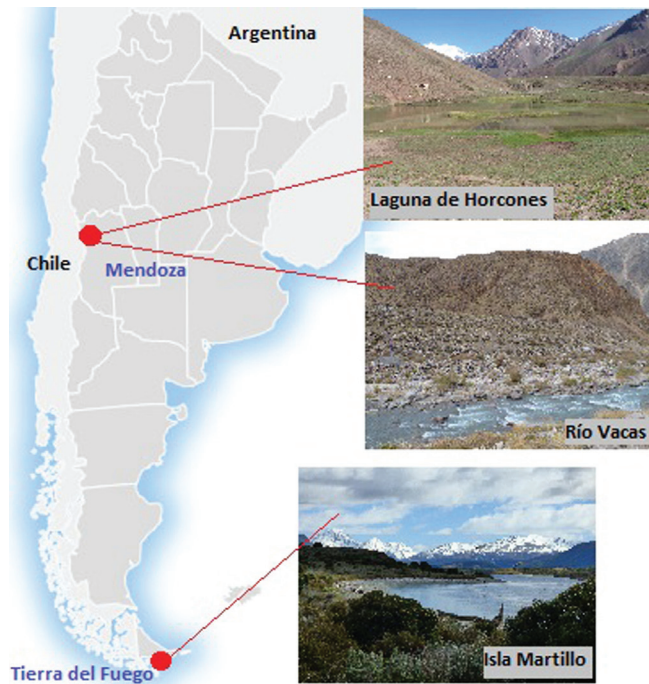 Argentina
Laguna de Horcones
Chile
Mendoza
Río Vacas
Isla Martillo
Tierra del Fuego